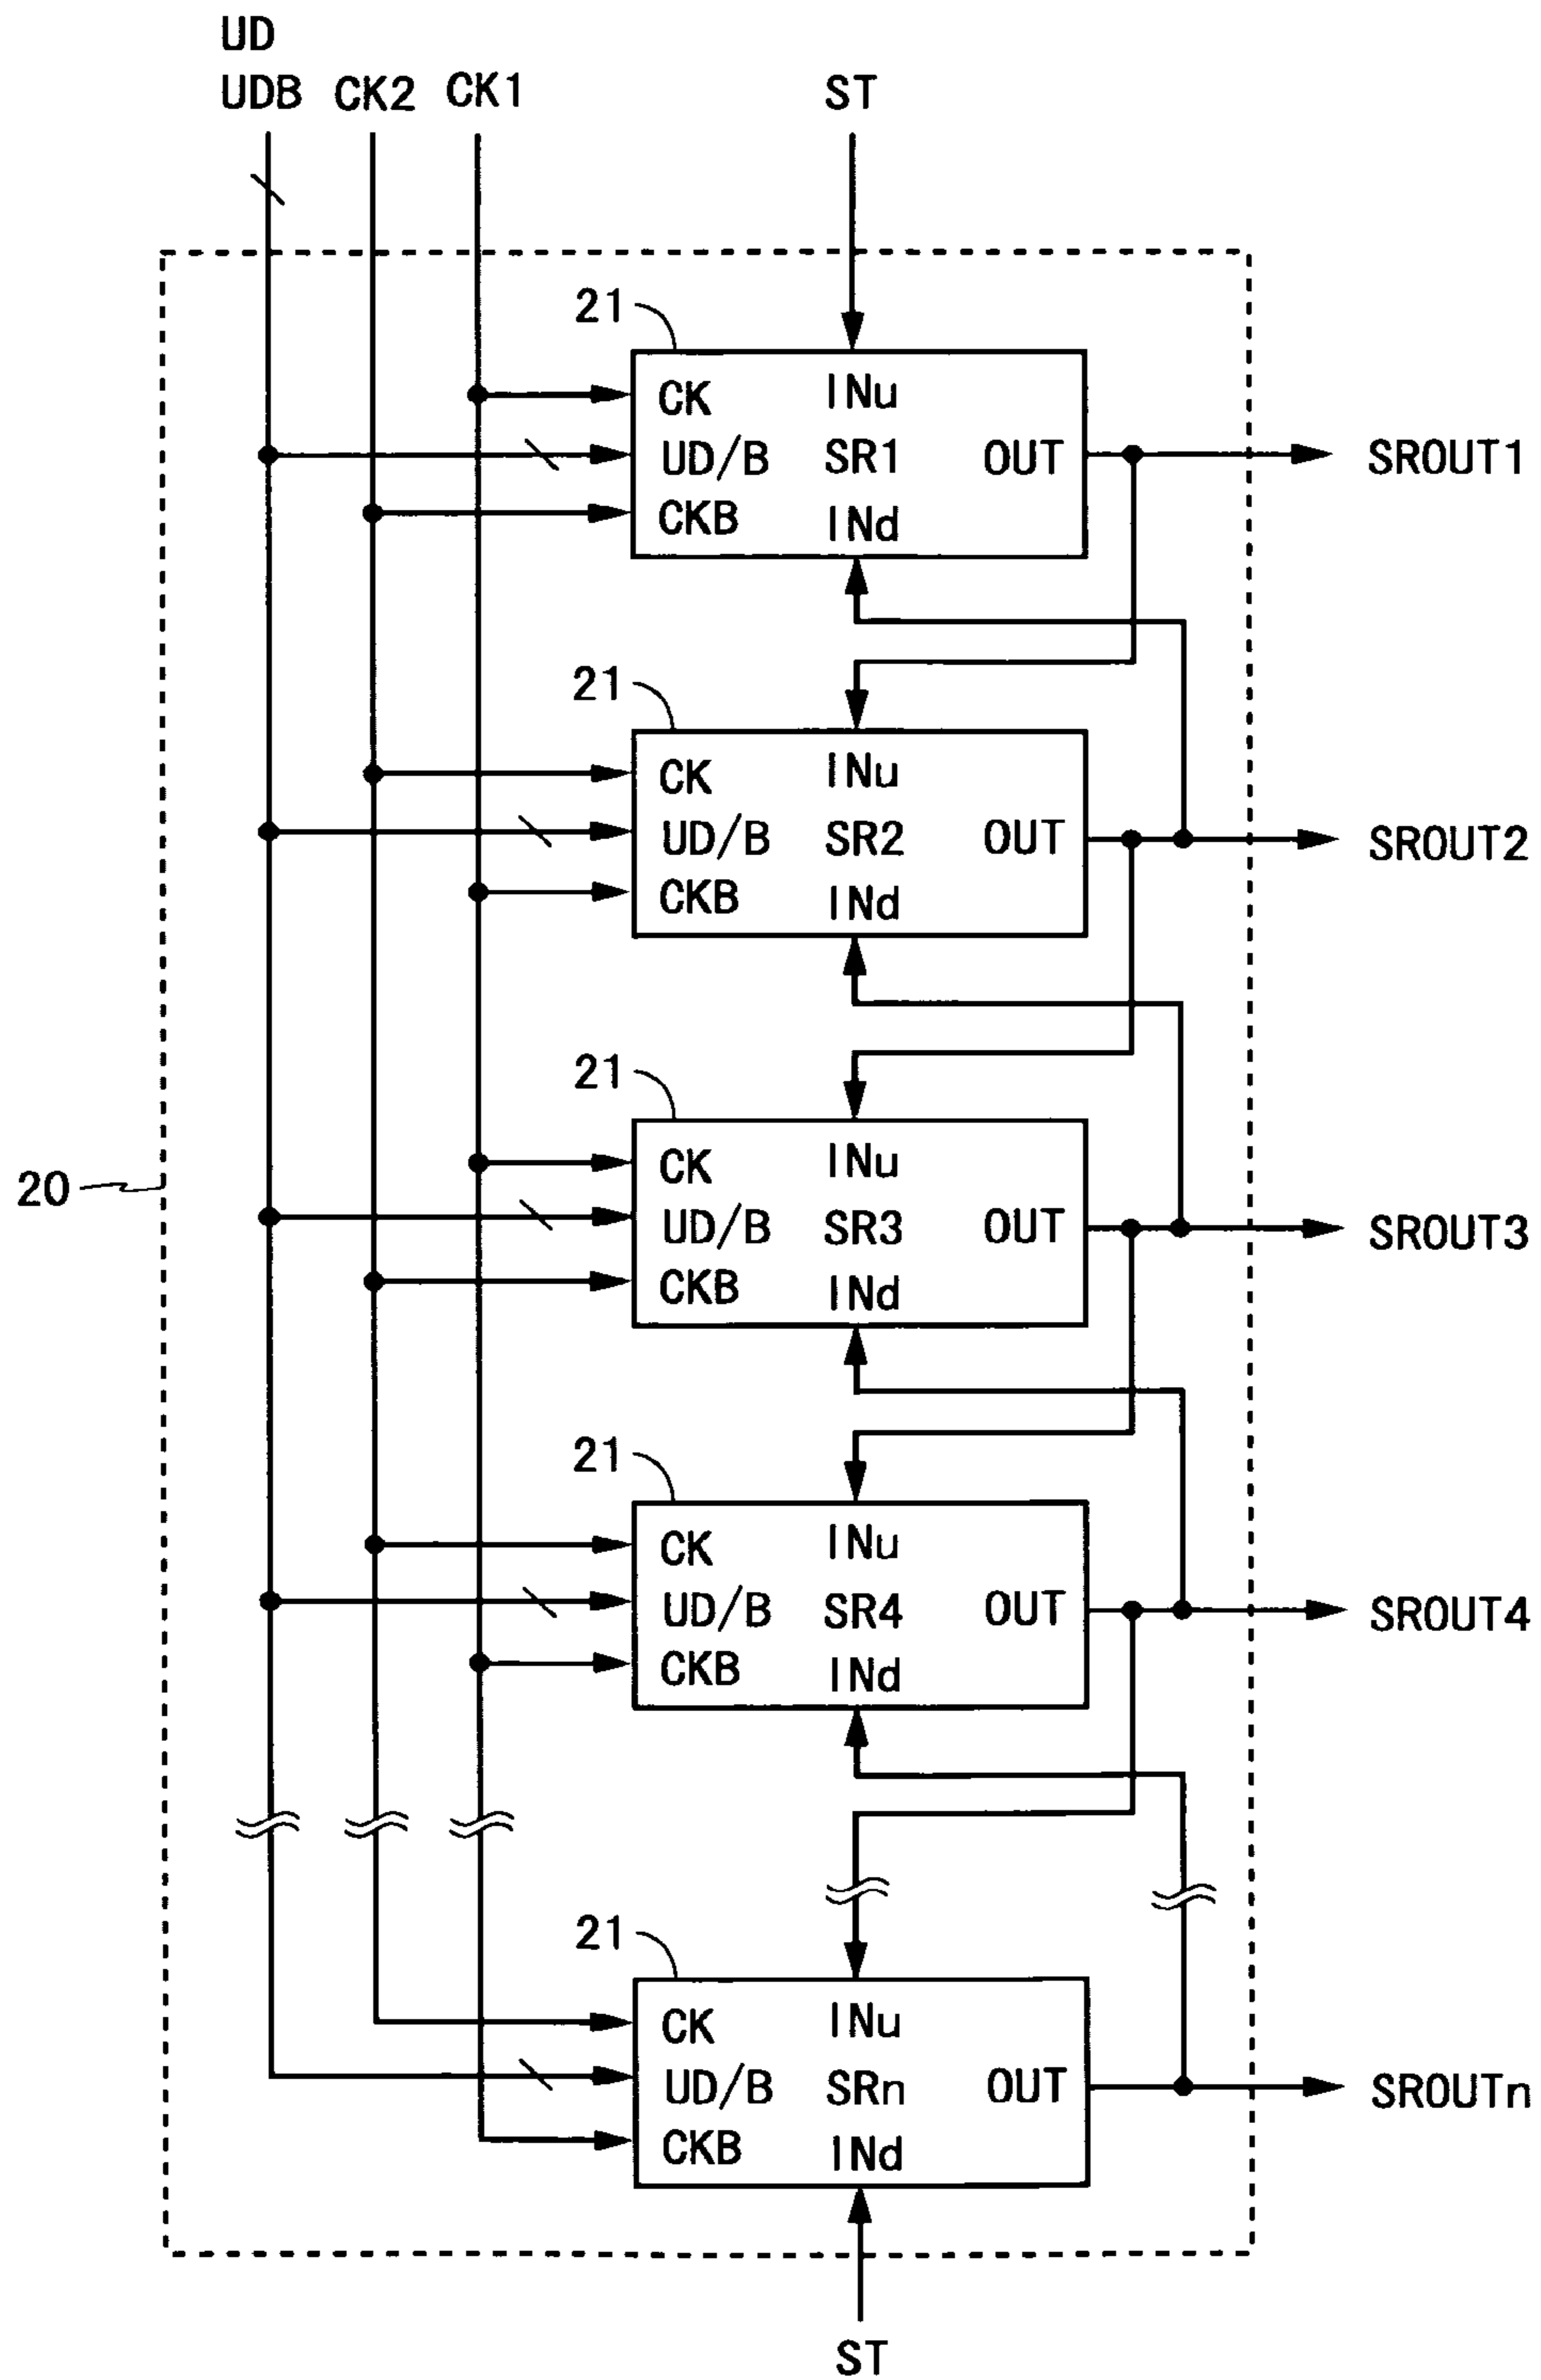 UD
UDB CK2 CK1 ST
21
CK INu
UD/B SR1 OUT SROUT1
CKB INd
21
CK INu
UD/B SR2 OUT SROUT2
CKB INd
21
CK INu
20 UD/B SR3 OUT SROUT3
CKB INd
21
CK INu
UD/B SR4 OUT SROUT4
CKB INd
21
CK INu
UD/B SRn OUT SROUTn
CKB INd
ST